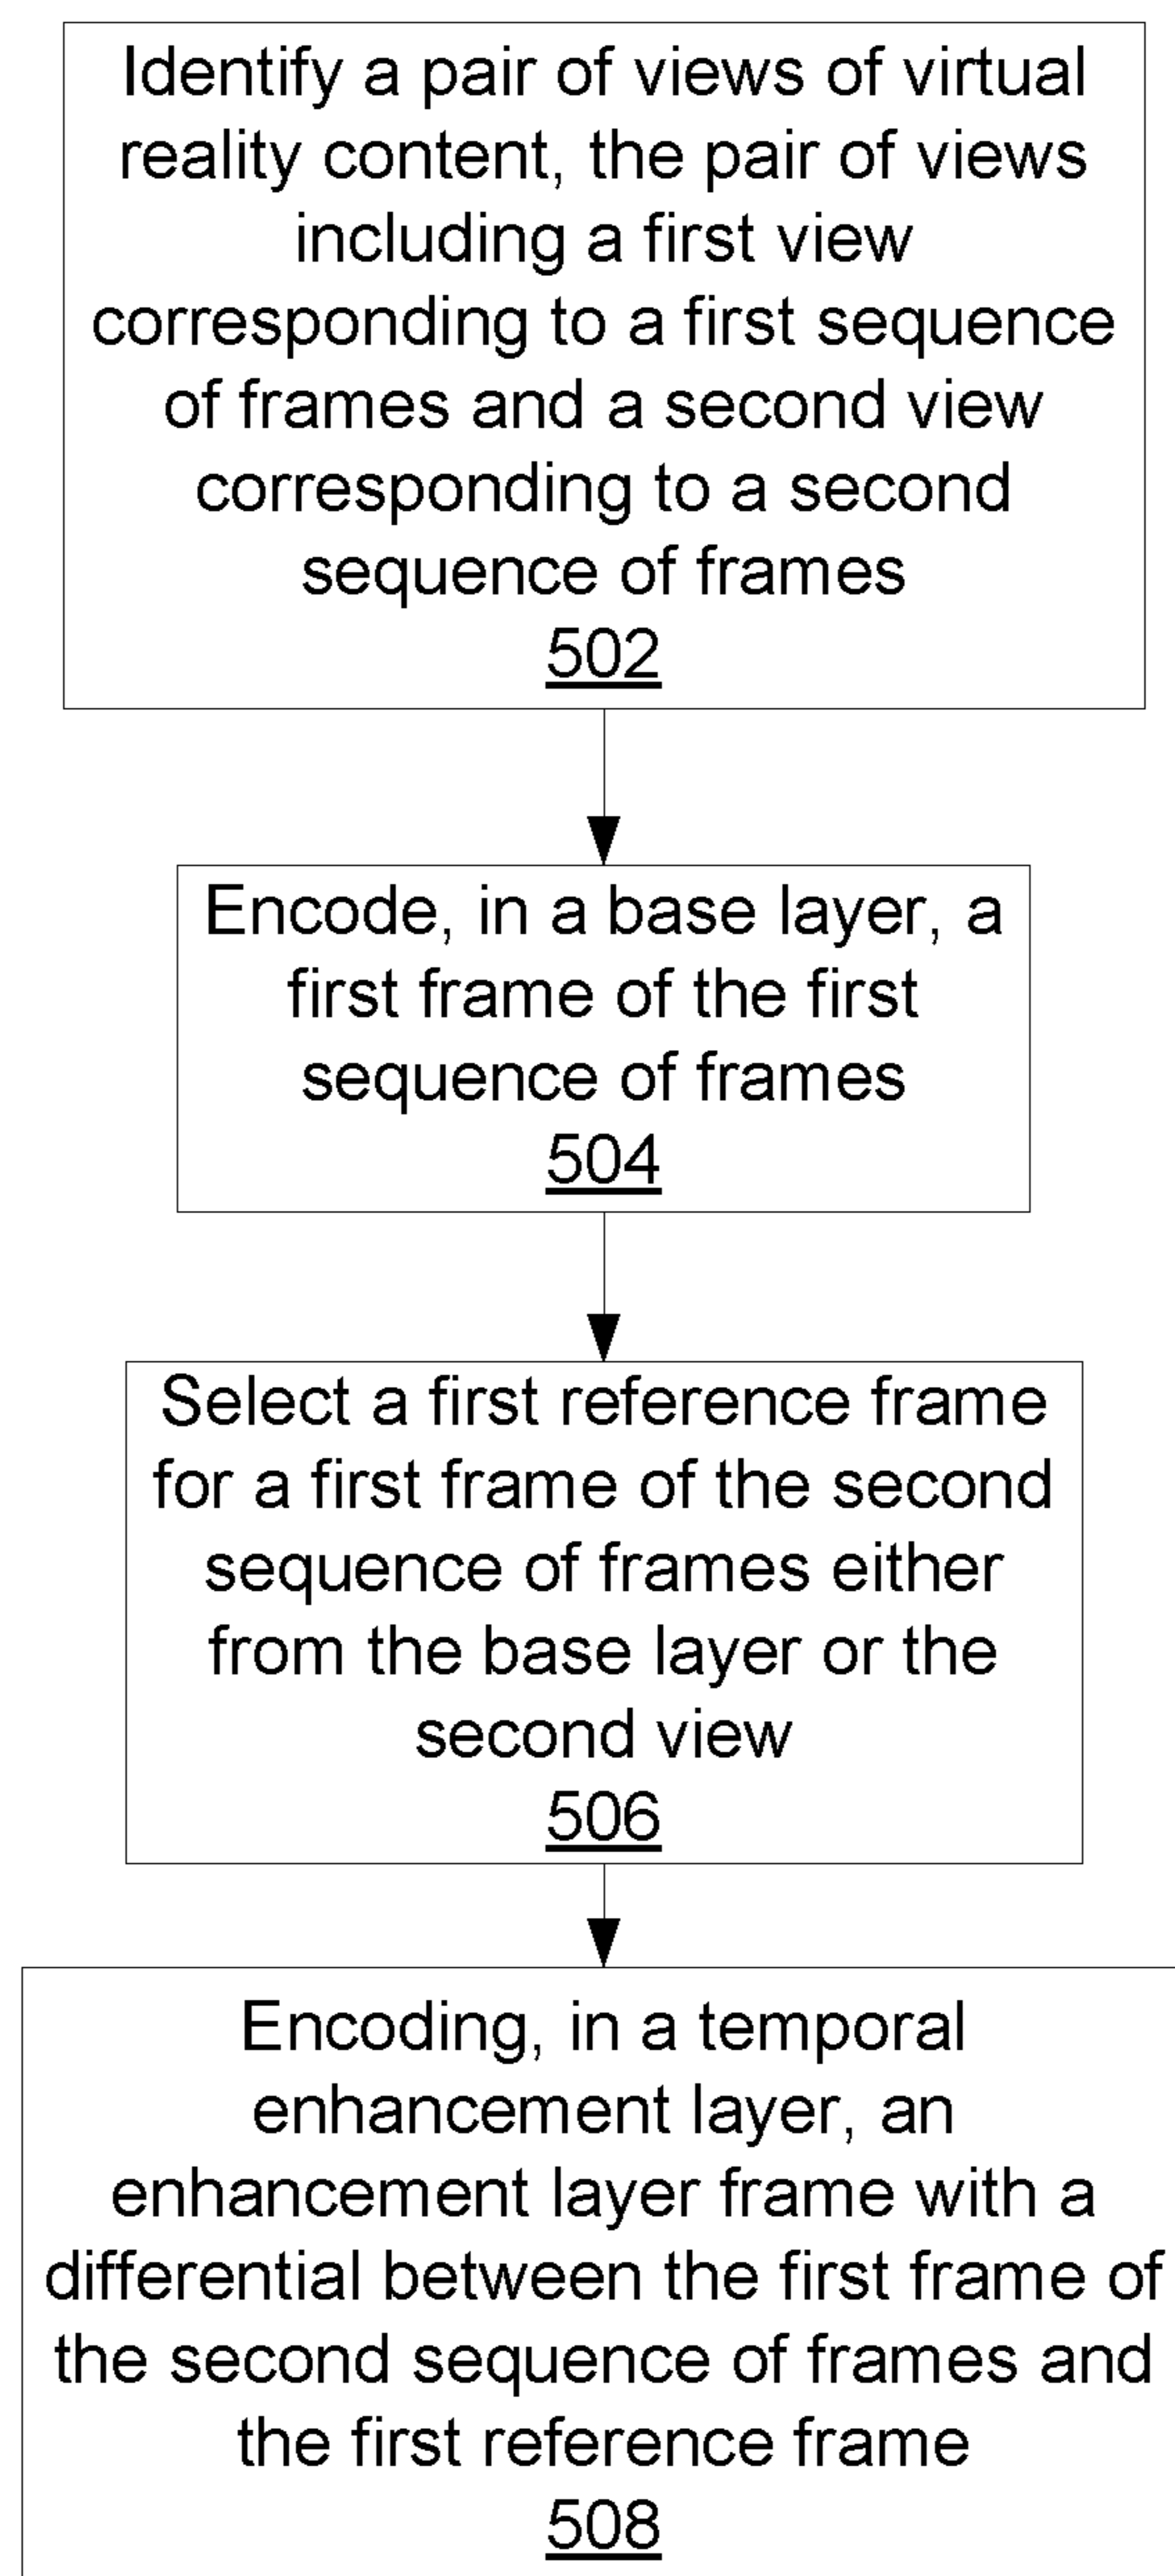 Identify a pair of views of virtual
reality content, the pair of views
including a first view
corresponding to a first sequence
of frames and a second view
corresponding to a second
sequence of frames
502
Encode, in a base layer, a
first frame of the first
sequence of frames
504
Select a first reference frame
for a first frame of the second
sequence of frames either
from the base layer or the
second view
506
Encoding, in a temporal
enhancement layer, an
enhancement layer frame with a
differential between the first frame of
the second sequence of frames and
the first reference frame
508